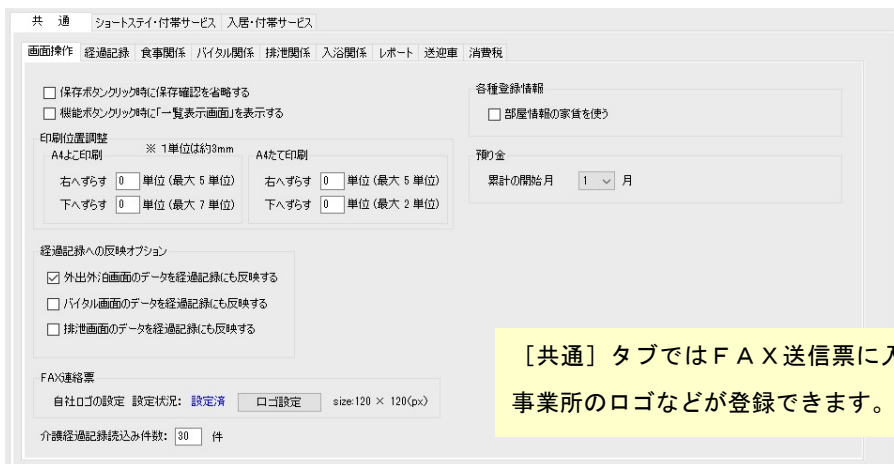 共　通　ショートステイ・付帯サービス　入居・付帯サービス
画面操作　経過記録　食事関係　バイタル関係　排泄関係　入浴関係　レポート　送迎車　消費税
保存ボタンクリック時に保存確認を省略する
機能ボタンクリック時に「一覧表示画面」を表示する
印刷位置調整　※ 1単位は約3mm
A4よこ印刷
右へずらす 0 単位(最大 5 単位)
下へずらす 0 単位(最大 7 単位)
A4たて印刷
右へずらす 0 単位(最大 5 単位)
下へずらす 0 単位(最大 2 単位)
経過記録への反映オプション
外出外泊画面のデータを経過記録にも反映する
バイタル画面のデータを経過記録にも反映する
排泄画面のデータを経過記録にも反映する
FAX連絡票
自社ロゴの設定 設定状況: 設定済　ロゴ設定　size:120 × 120(px)
介護経過記録読込み件数: 30 件
各種登録情報
部屋情報の家賃を使う
預り金
累計の開始月　1　月
［共通］タブではＦＡＸ送信票に入
事業所のロゴなどが登録できます。